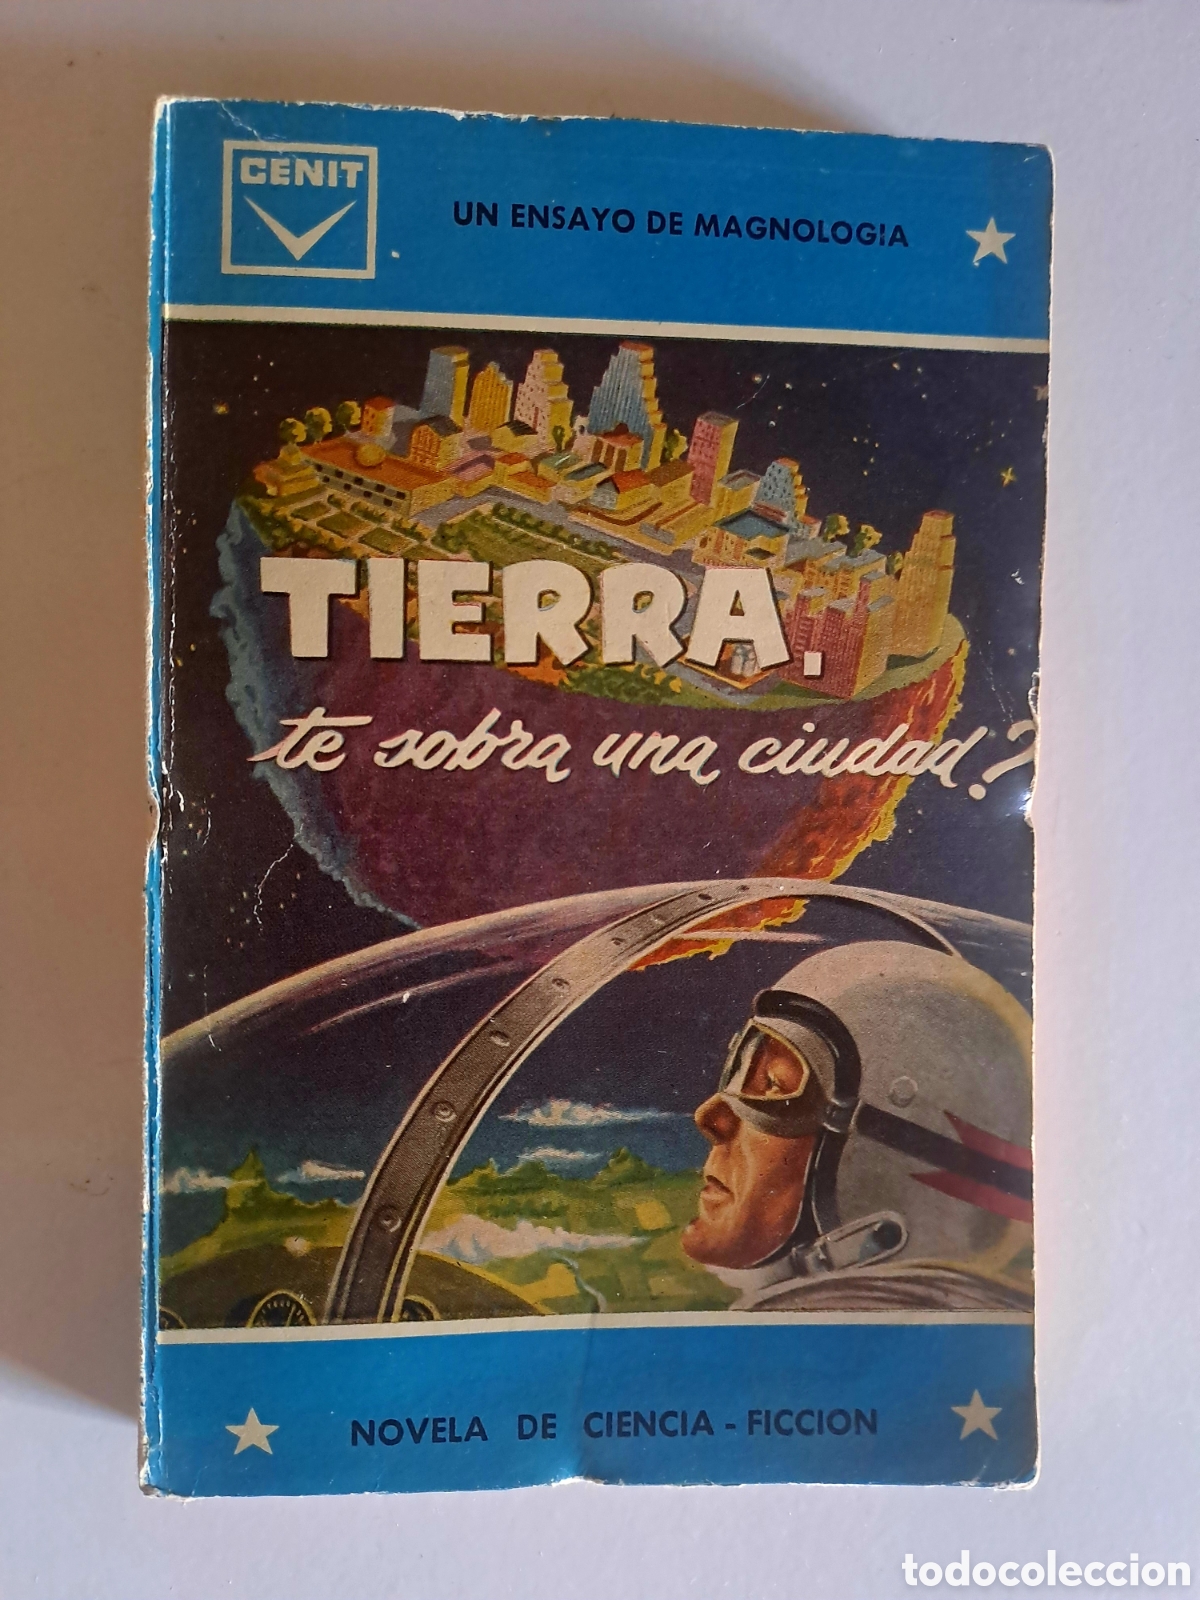 CENIT
UN ENSAYO DE MAGNOLOGIA
TIERRA.
te sobra una ciudad?
NOVELA DE CIENCIA - FICCION
todocoleccion